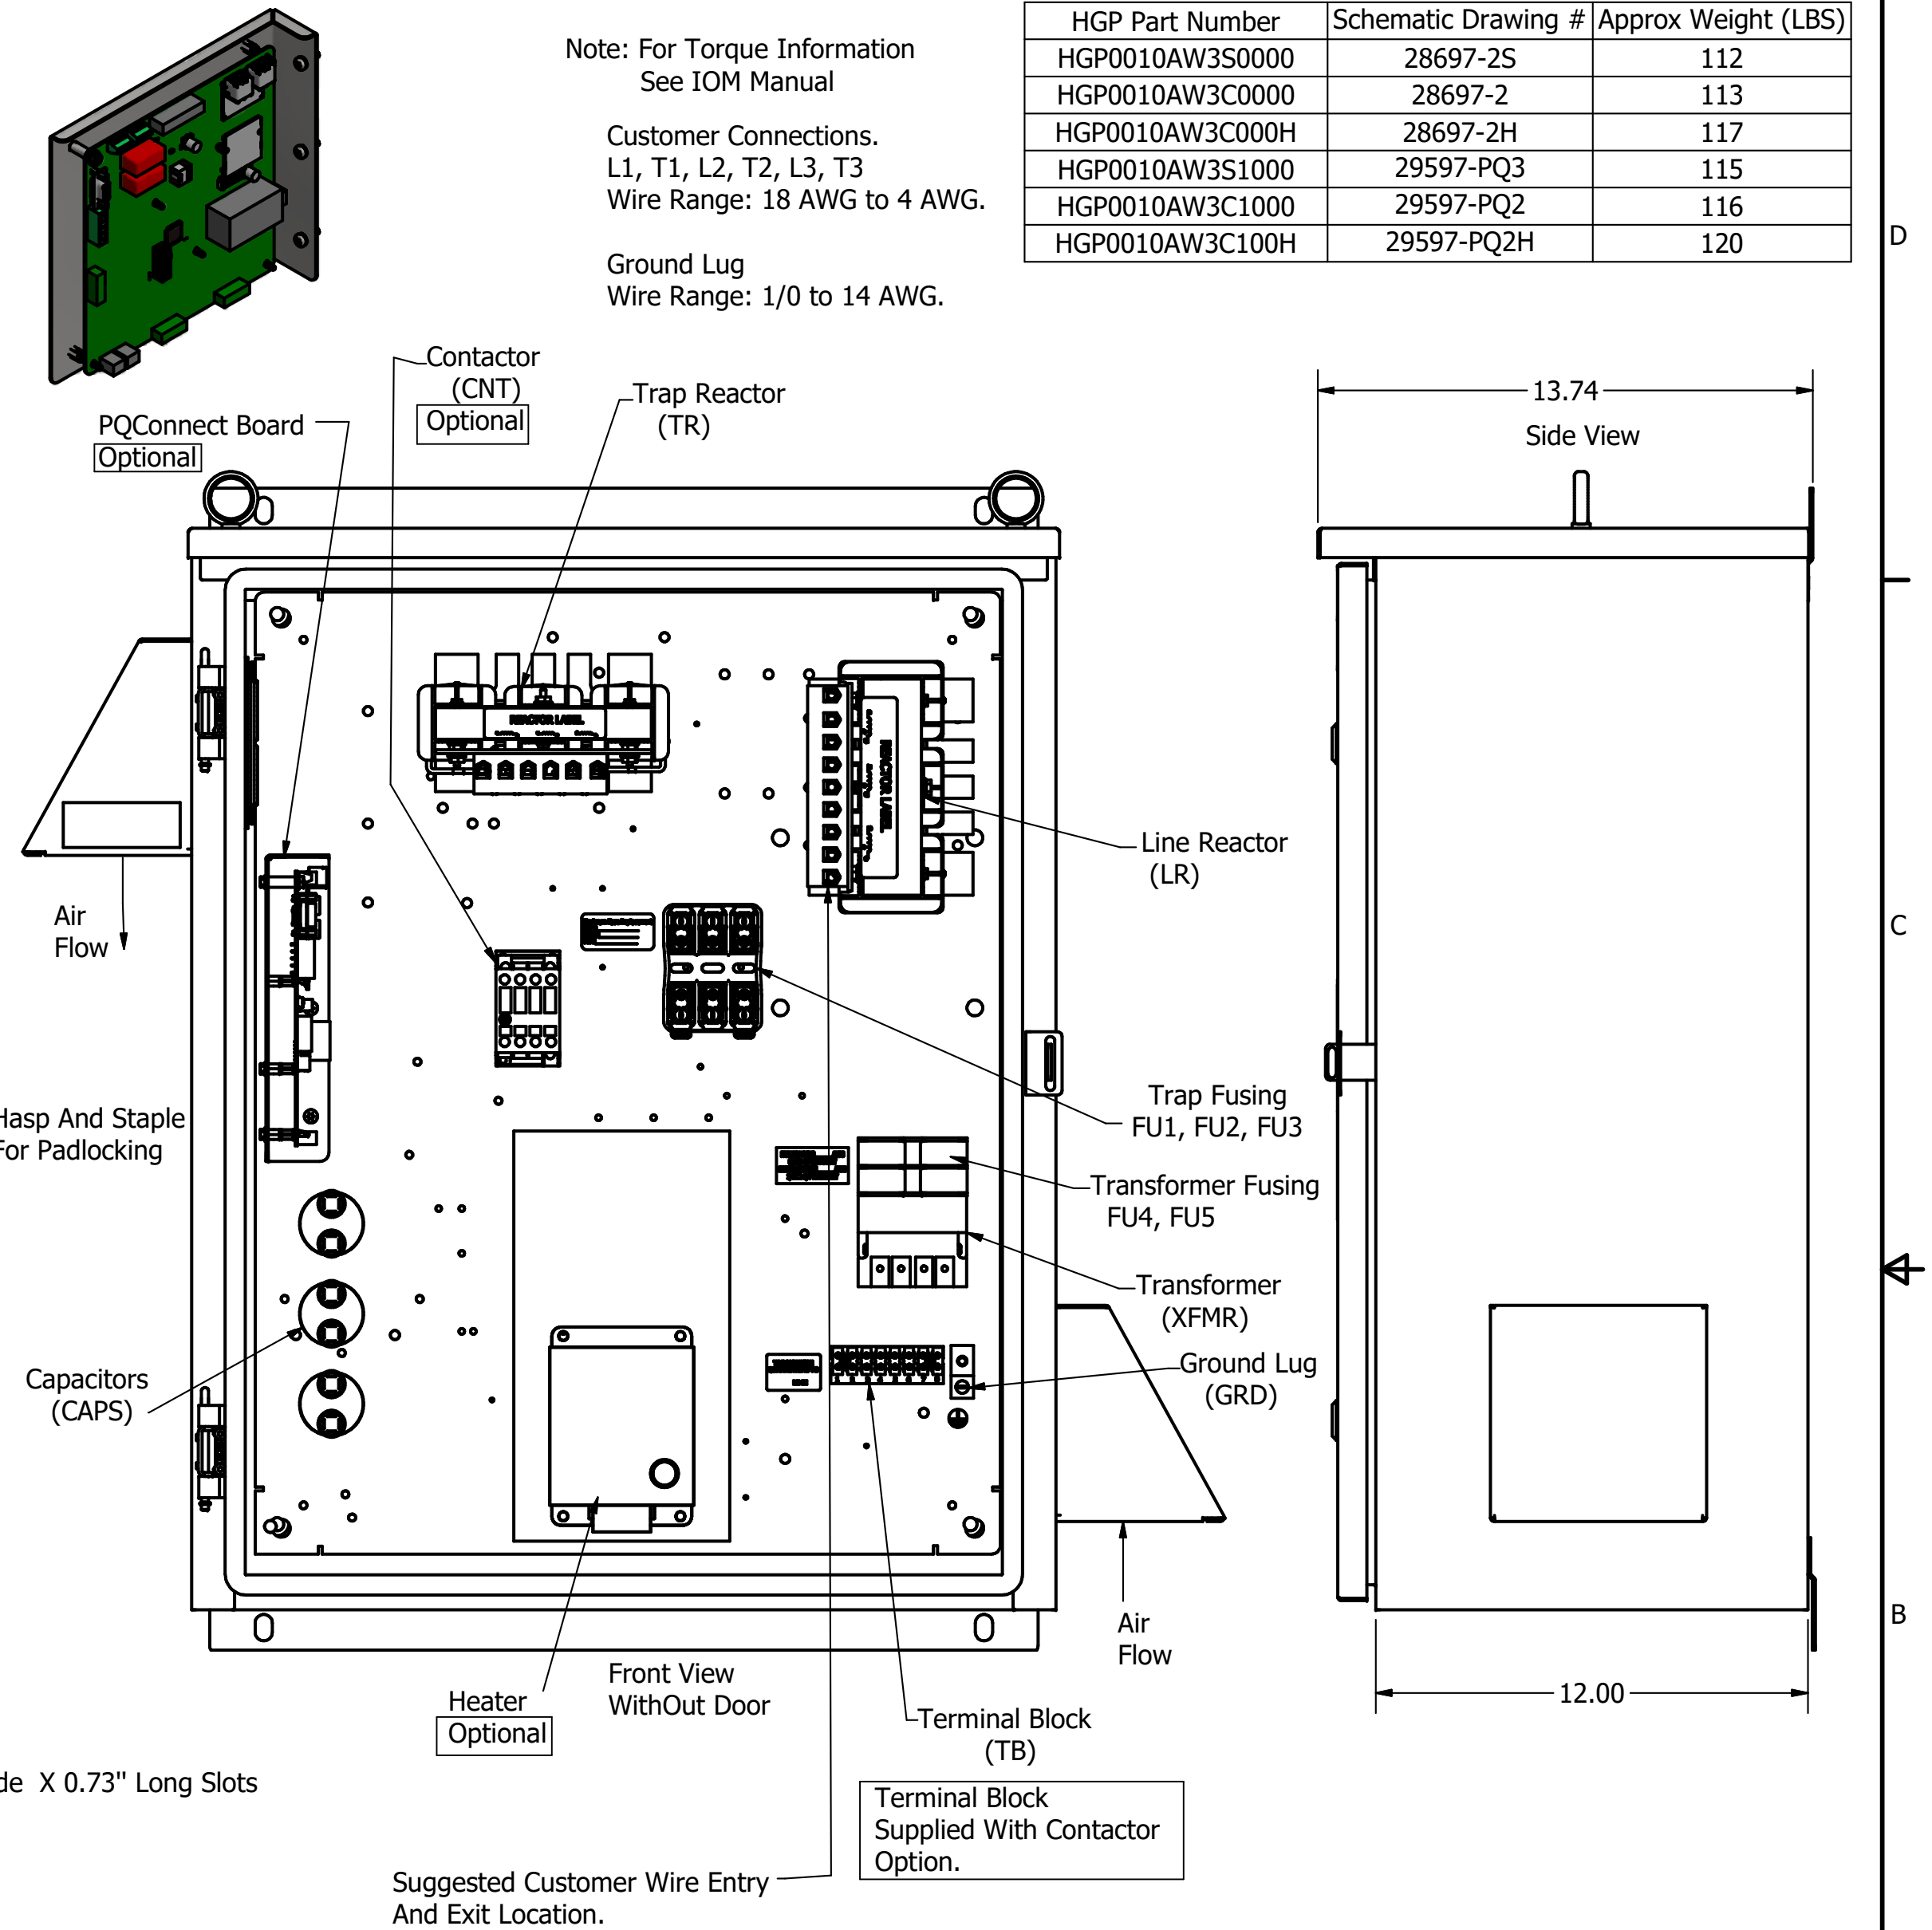 HGP Part Number Schematic Drawing # Approx Weight (LBS)
HGP0010AW3S0000 28697-2S 112
HGP0010AW3C0000 28697-2 113
HGP0010AW3C000H 28697-2H 117
HGP0010AW3S1000 29597-PQ3 115
HGP0010AW3C1000 29597-PQ2 116
HGP0010AW3C100H 29597-PQ2H 120
Note: For Torque Information
See IOM Manual
Customer Connections.
L1, T1, L2, T2, L3, T3
Wire Range: 18 AWG to 4 AWG.
Ground Lug
Wire Range: 1/0 to 14 AWG.
D
Contactor
(CNT)
Optional
Trap Reactor
(TR)
PQConnect Board
Optional
13.74
Side View
REACTOR LABEL
REACTOR LABEL
Line Reactor
(LR)
Air
Flow
C
Hasp And Staple
For Padlocking
Trap Fusing
FU1, FU2, FU3
Transformer Fusing
FU4, FU5
Transformer
(XFMR)
Ground Lug
(GRD)
Capacitors
(CAPS)
Air
Flow
B
Front View
WithOut Door
Heater
Optional
12.00
Terminal Block
(TB)
Terminal Block
Supplied With Contactor
Option.
X 0.73" Long Slots
Suggested Customer Wire Entry
And Exit Location.